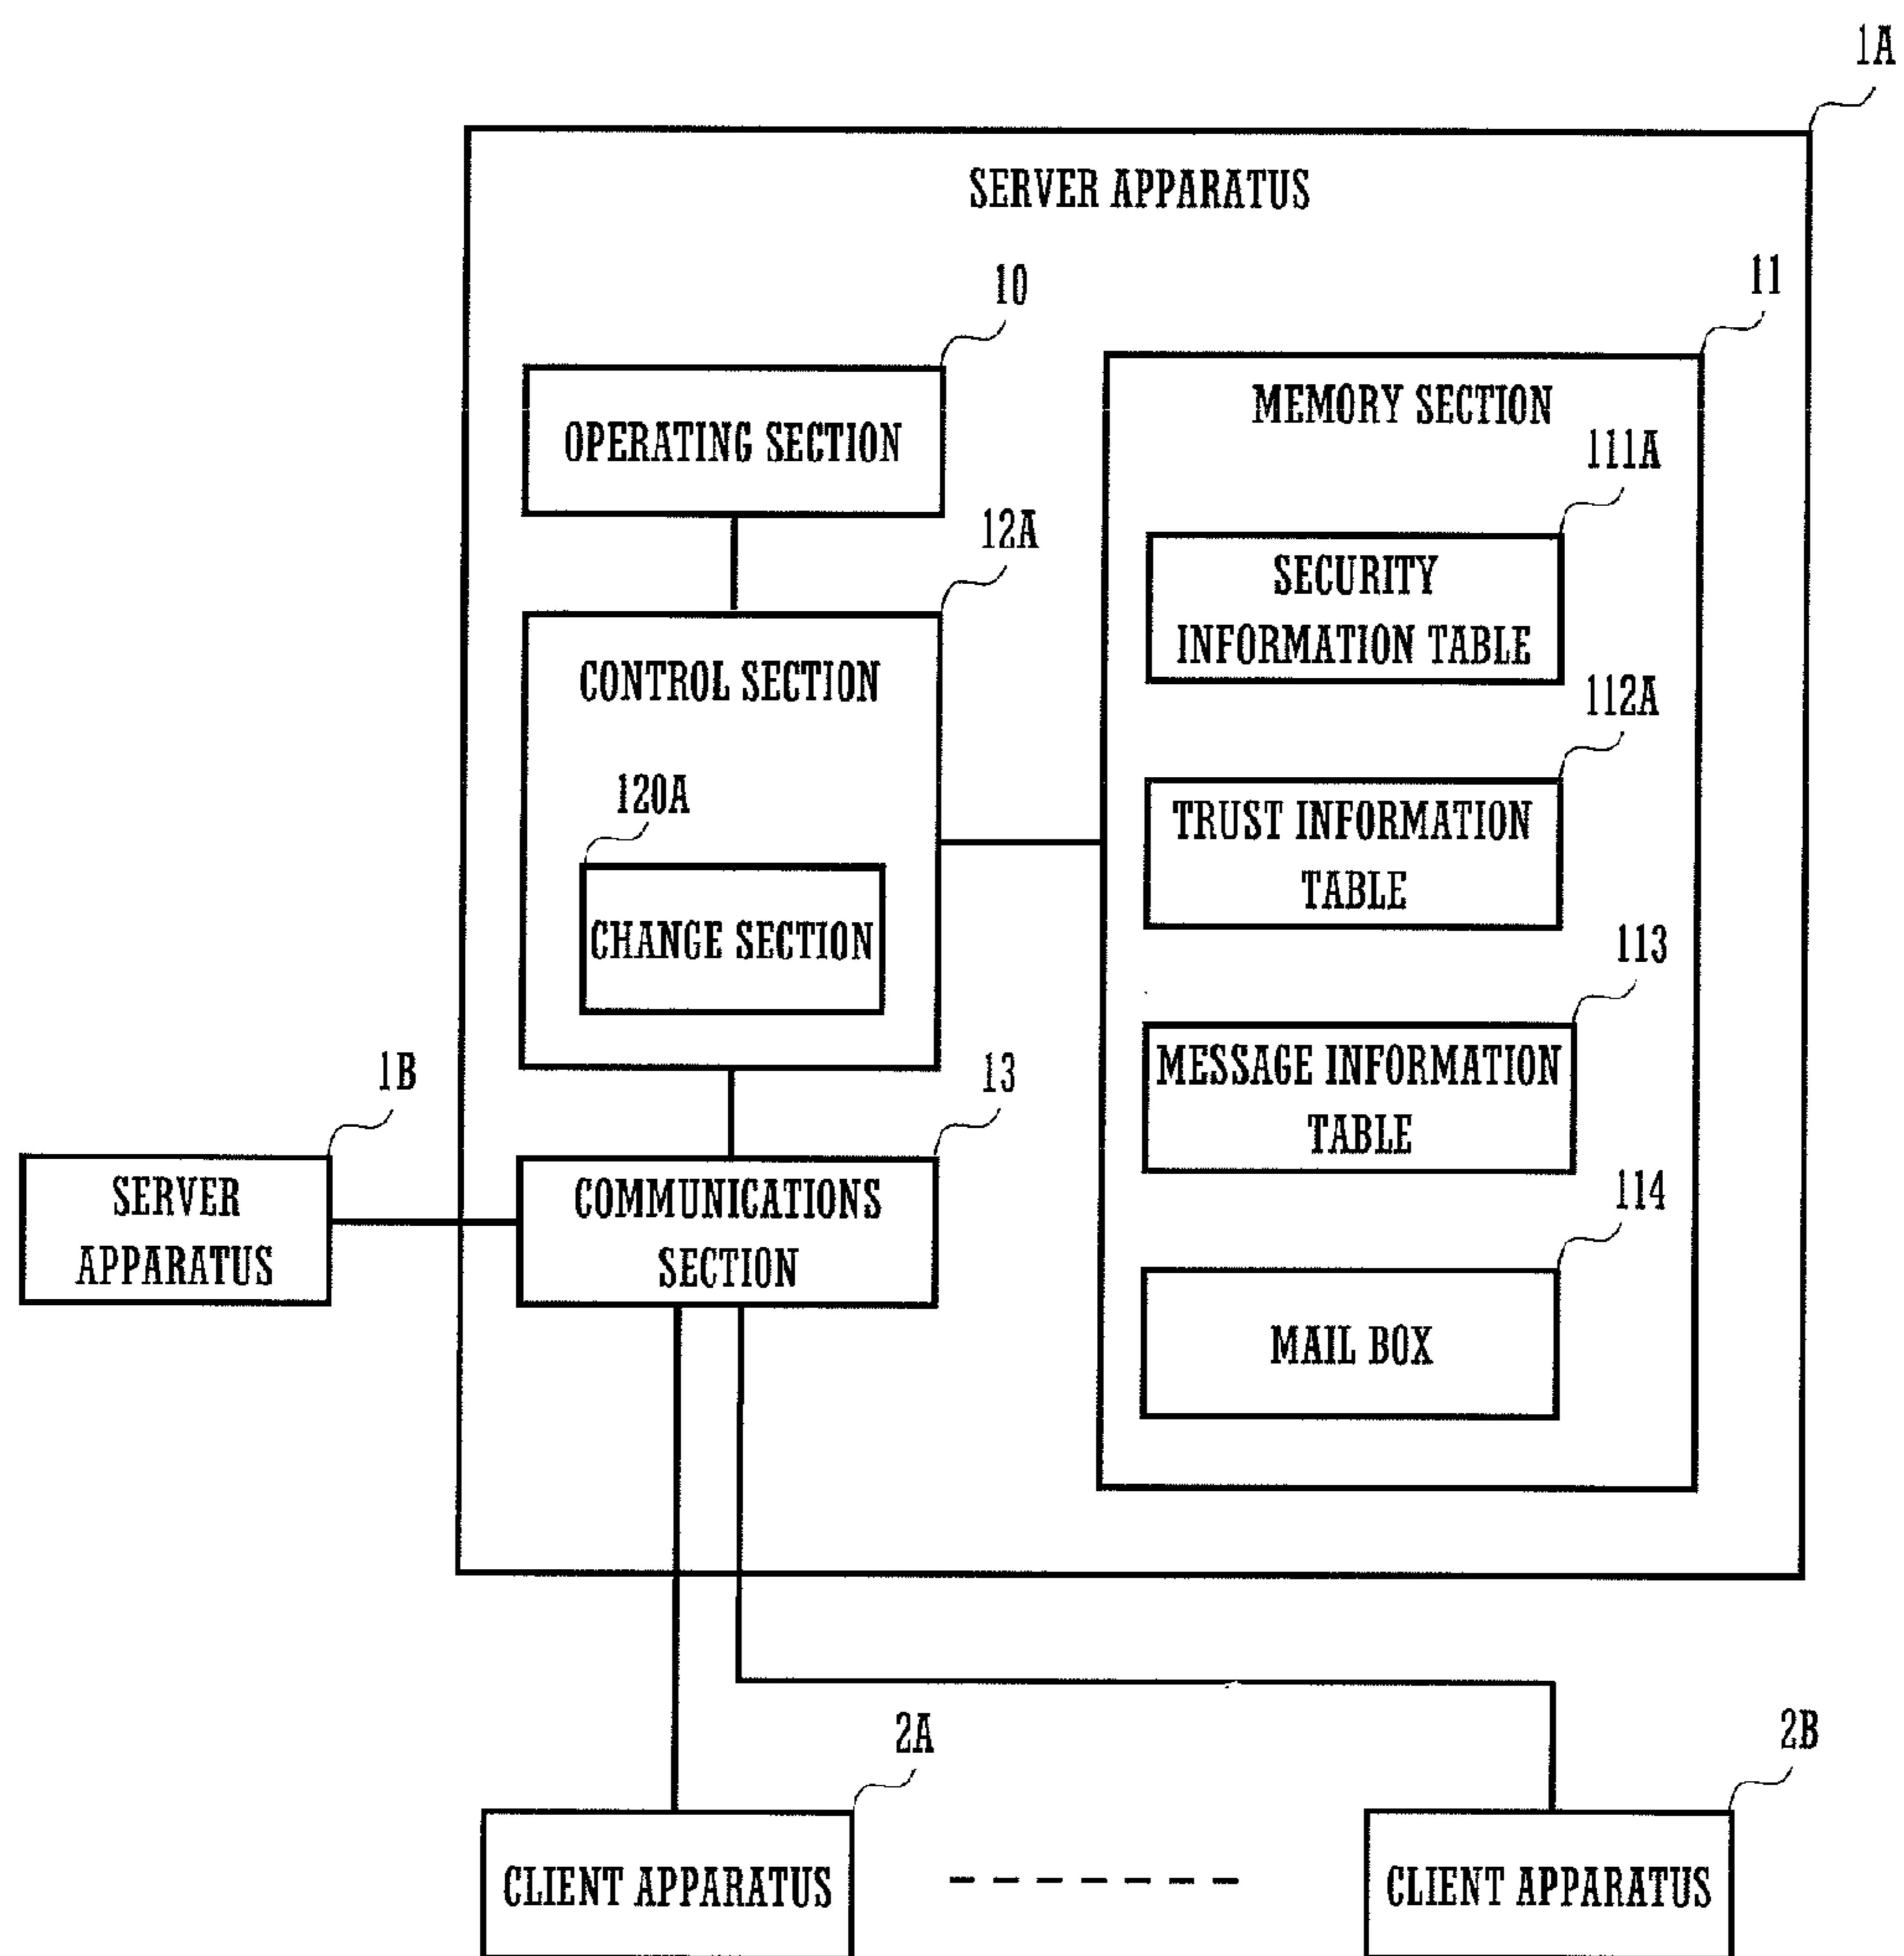 1A
SERVER APPARATUS
10
11
OPERATING SECTION
MEMORY SECTION
111A
12A
SECURITY
INFORMATION TABLE
CONTROL SECTION
112A
120A
TRUST INFORMATION
TABLE
CHANGE SECTION
113
1B
13
MESSAGE INFORMATION
TABLE
SERVER
APPARATUS
COMMUNICATIONS
SECTION
114
MAIL BOX
2A
2B
CLIENT APPARATUS
CLIENT APPARATUS